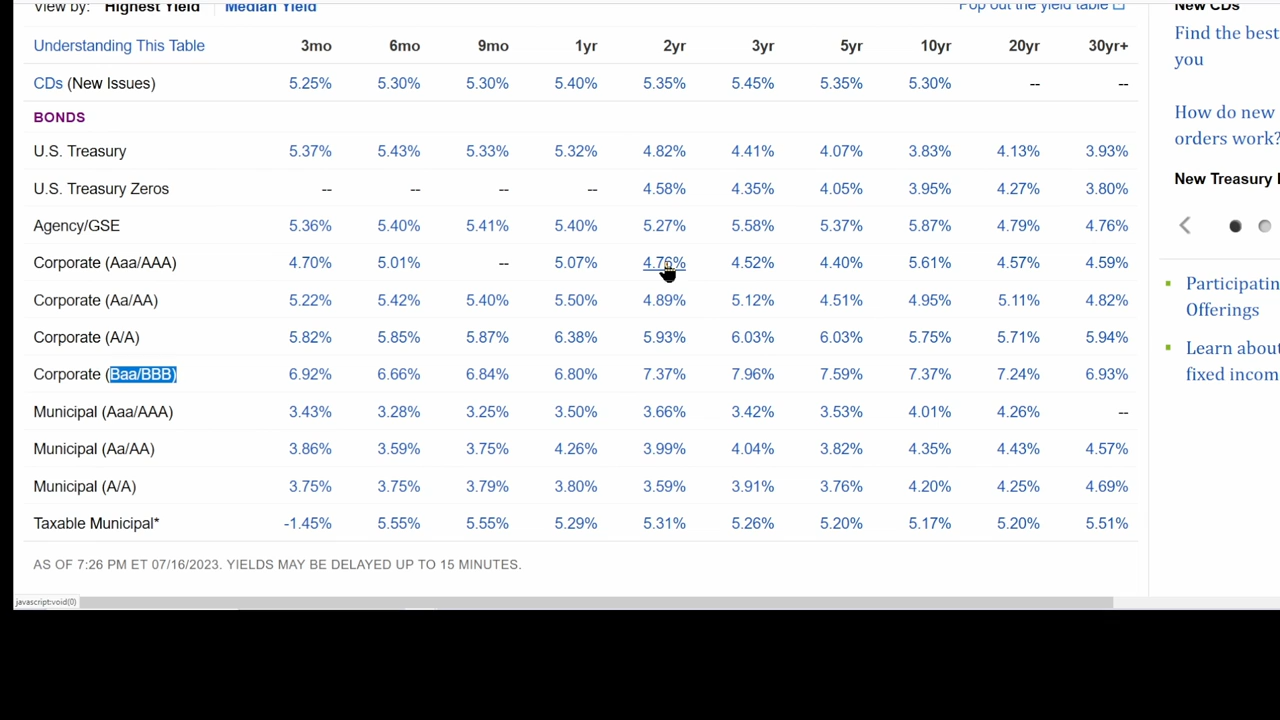 View by: Highest Yield Median Yield Pop out the yield table
Understanding This Table 3mo 6mo 9mo 1yr 2yr 3yr 5yr 10yr 20yr 30yr+
CDs (New Issues) 5.25% 5.30% 5.30% 5.40% 5.35% 5.45% 5.35% 5.30% -- --
BONDS
U.S. Treasury 5.37% 5.43% 5.33% 5.32% 4.82% 4.41% 4.07% 3.83% 4.13% 3.93%
U.S. Treasury Zeros -- -- -- -- 4.58% 4.35% 4.05% 3.95% 4.27% 3.80%
Agency/GSE 5.36% 5.40% 5.41% 5.40% 5.27% 5.58% 5.37% 5.87% 4.79% 4.76%
Corporate (Aaa/AAA) 4.70% 5.01% -- 5.07% 4.76% 4.52% 4.40% 5.61% 4.57% 4.59%
Corporate (Aa/AA) 5.22% 5.42% 5.40% 5.50% 4.89% 5.12% 4.51% 4.95% 5.11% 4.82%
Corporate (A/A) 5.82% 5.85% 5.87% 6.38% 5.93% 6.03% 6.03% 5.75% 5.71% 5.94%
Corporate (Baa/BBB) 6.92% 6.66% 6.84% 6.80% 7.37% 7.96% 7.59% 7.37% 7.24% 6.93%
Municipal (Aaa/AAA) 3.43% 3.28% 3.25% 3.50% 3.66% 3.42% 3.53% 4.01% 4.26% --
Municipal (Aa/AA) 3.86% 3.59% 3.75% 4.26% 3.99% 4.04% 3.82% 4.35% 4.43% 4.57%
Municipal (A/A) 3.75% 3.75% 3.79% 3.80% 3.59% 3.91% 3.76% 4.20% 4.25% 4.69%
Taxable Municipal* -1.45% 5.55% 5.55% 5.29% 5.31% 5.26% 5.20% 5.17% 5.20% 5.51%
AS OF 7:26 PM ET 07/16/2023. YIELDS MAY BE DELAYED UP TO 15 MINUTES.
javascript:void(0)
New CDs
Find the best
you
How do new
orders work?
New Treasury
Participatin
Offerings
Learn about
fixed incom